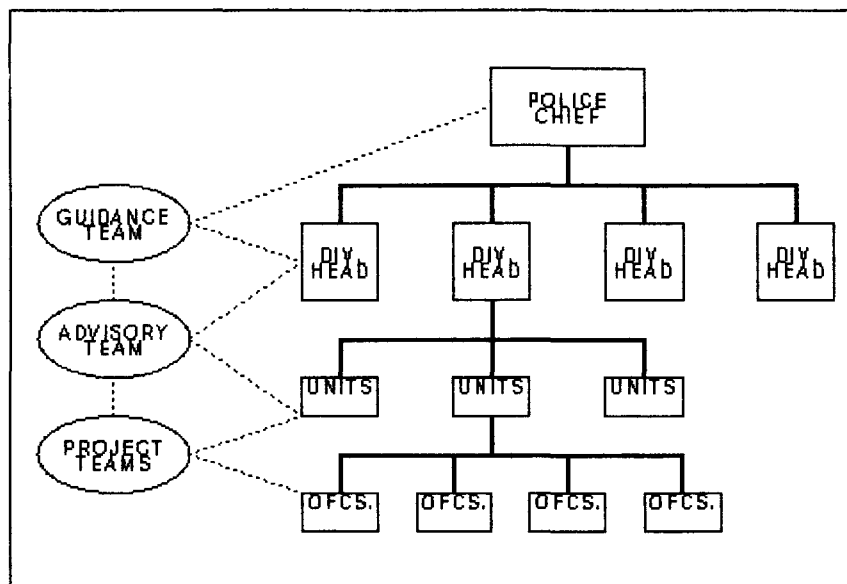 POLICE
CHIEF
GUIDANCE
TEAM
DIV.
HEAD
DIV.
HEAD
DIV.
HEAD
DIV.
HEAD
ADVISORY
TEAM
UNITS
UNITS
UNITS
PROJECT
TEAMS
OFCS.
OFCS.
OFCS.
OFCS.